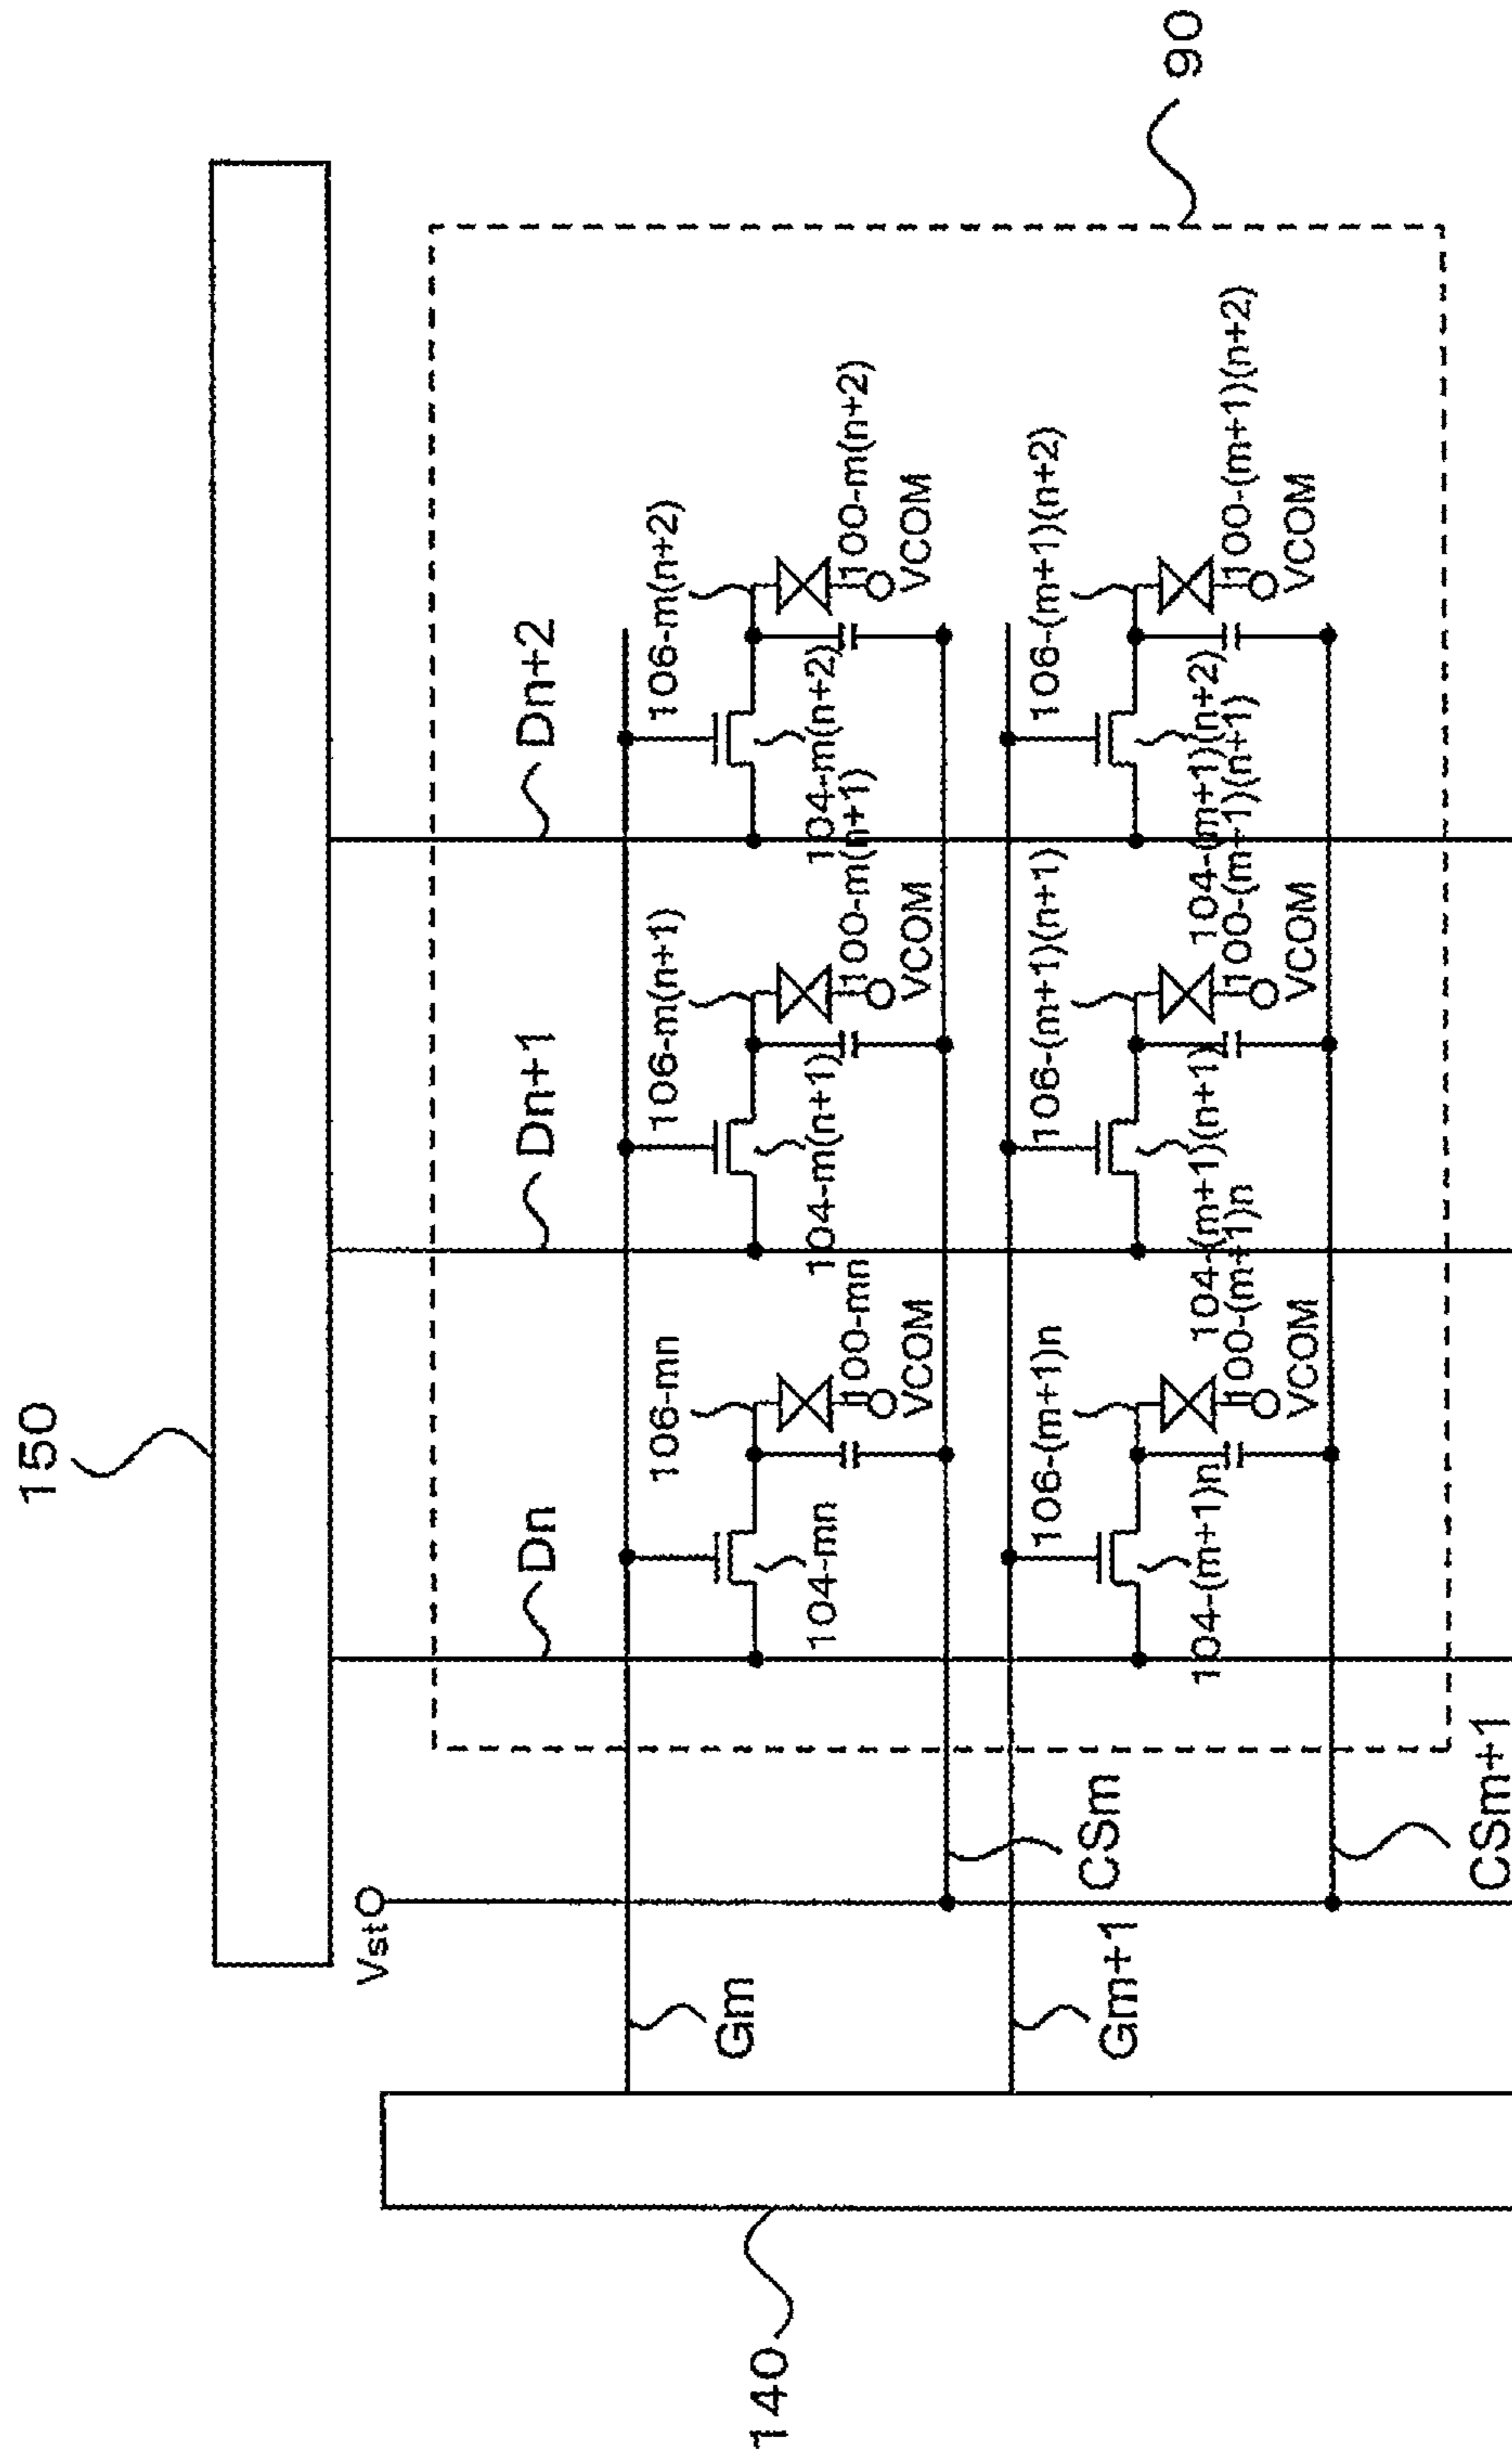 150
Vst
Dn
Dn+1
Dn+2
90
Gm
106-mn
106-m(n+1)
106-m(n+2)
104-mn
104-m(n+1)
104-m(n+2)
100-mn
100-m(n+1)
100-m(n+2)
VCOM
VCOM
VCOM
140
Gm+1
CSm
106-(m+1)n
106-(m+1)(n+1)
106-(m+1)(n+2)
104-(m+1)n
104-(m+1)(n+1)
104-(m+1)(n+2)
100-(m+1)n
100-(m+1)(n+1)
100-(m+1)(n+2)
VCOM
VCOM
VCOM
CSm+1